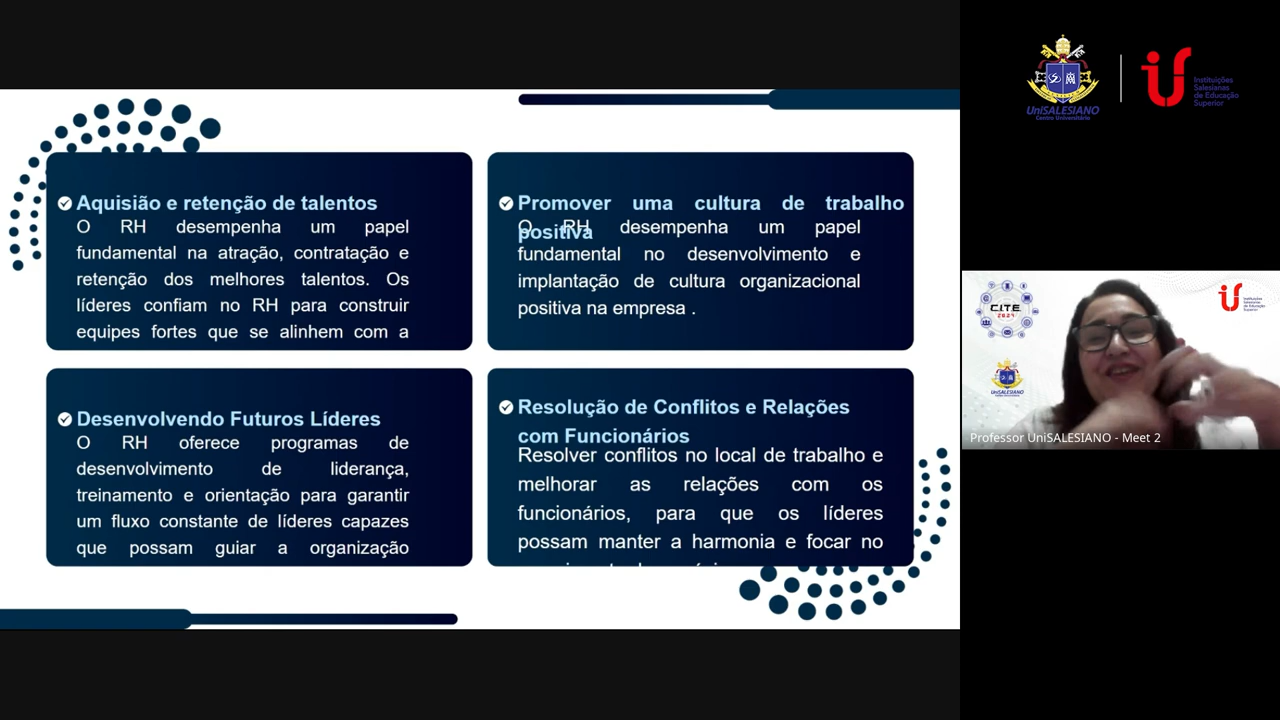 Aquisião e retenção de talentos
O RH desempenha um papel
fundamental na atração, contratação e
retenção dos melhores talentos. Os
líderes confiam no RH para construir
equipes fortes que se alinhem com a
Promover uma cultura de trabalho
positiva
O RH desempenha um papel
fundamental no desenvolvimento e
implantação de cultura organizacional
positiva na empresa .
Desenvolvendo Futuros Líderes
O RH oferece programas de
desenvolvimento de liderança,
treinamento e orientação para garantir
um fluxo constante de líderes capazes
que possam guiar a organização
Resolução de Conflitos e Relações
com Funcionários
Resolver conflitos no local de trabalho e
melhorar as relações com os
funcionários, para que os líderes
possam manter a harmonia e focar no
UniSALESIANO
Centro Universitário
Instituições
Salesianas
de Educação
Superior
CITE
Professor UniSALESIANO - Meet 2